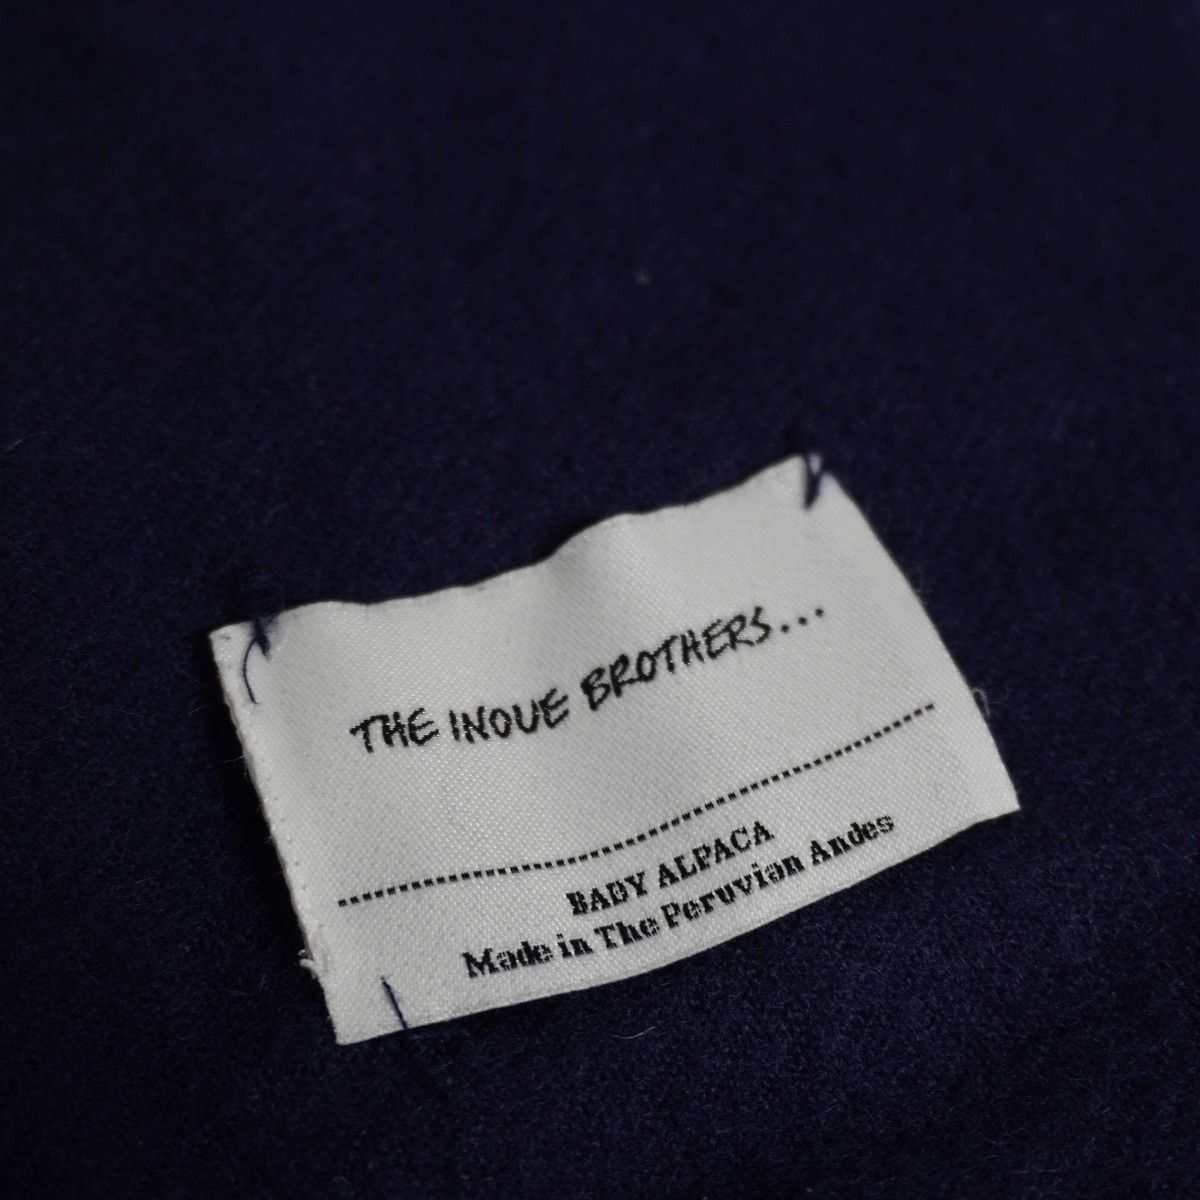 THE INOUE BROTHERS...
BABY ALPACA
Made in The Peruvian Andes